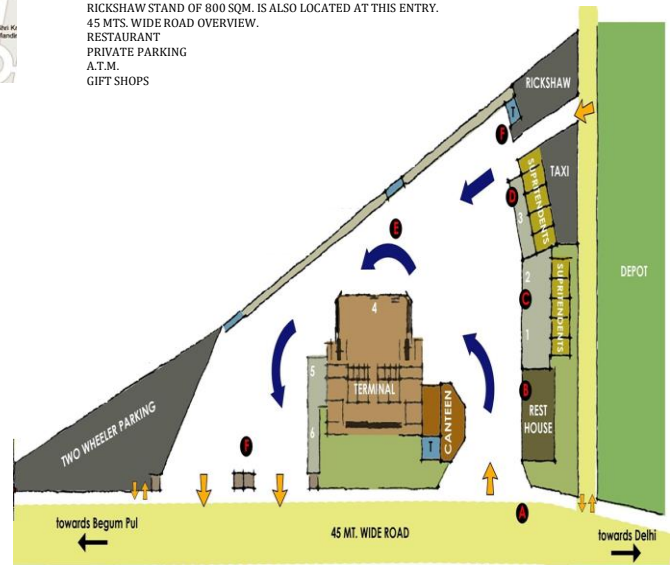 RICKSHAW STAND OF 800 SQM. IS ALSO LOCATED AT THIS ENTRY.
45 MTS. WIDE ROAD OVERVIEW.
RESTAURANT
PRIVATE PARKING
A.T.M.
GIFT SHOPS
RICKSHAW
T
F
TAXI
SUPRITENDENTS
D
3
E
2
DEPOT
C
SUPRITENDENTS
4
1
5
TERMINAL
B
REST
HOUSE
CANTEEN
TWO WHEELER PARKING
6
F
T
A
towards Begum Pul
45 MT. WIDE ROAD
towards Delhi